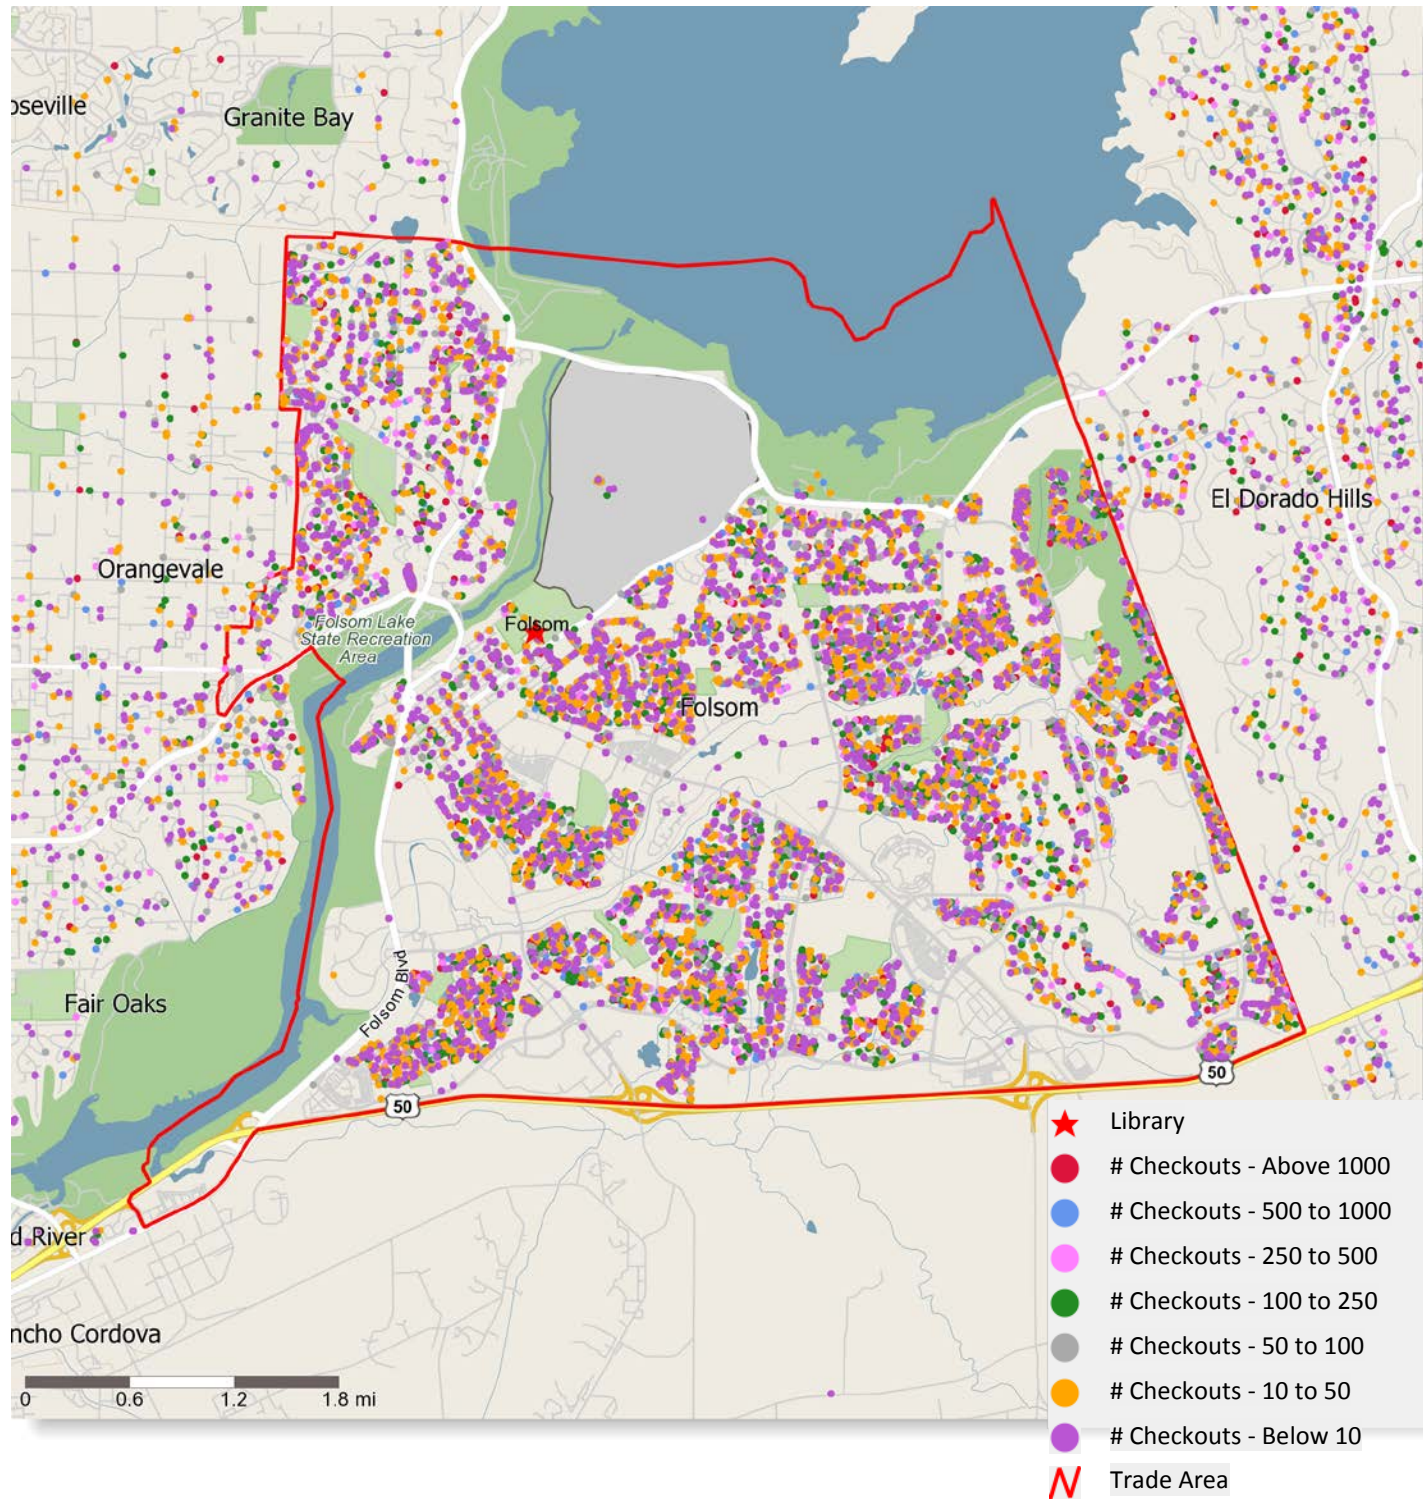 oseville
Granite Bay
El Dorado Hills
Orangevale
Folsom Lake
State Recreation
Area
Folsom
Folsom
Folsom Blvd
Fair Oaks
50
50
d River
ncho Cordova
0 0.6 1.2 1.8 mi
Library
# Checkouts - Above 1000
# Checkouts - 500 to 1000
# Checkouts - 250 to 500
# Checkouts - 100 to 250
# Checkouts - 50 to 100
# Checkouts - 10 to 50
# Checkouts - Below 10
Trade Area